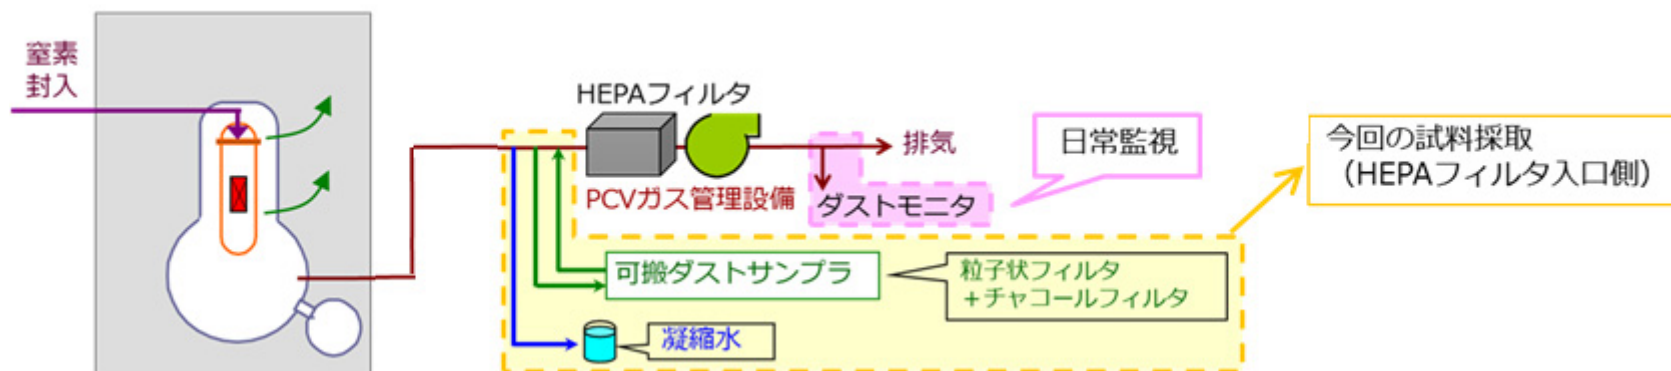 窒素
封入
HEPAフィルタ
排気
PCVガス管理設備
ダストモニタ
日常監視
今回の試料採取
（HEPAフィルタ入口側）
可搬ダストサンプラ
粒子状フィルタ
＋チャコールフィルタ
凝縮水